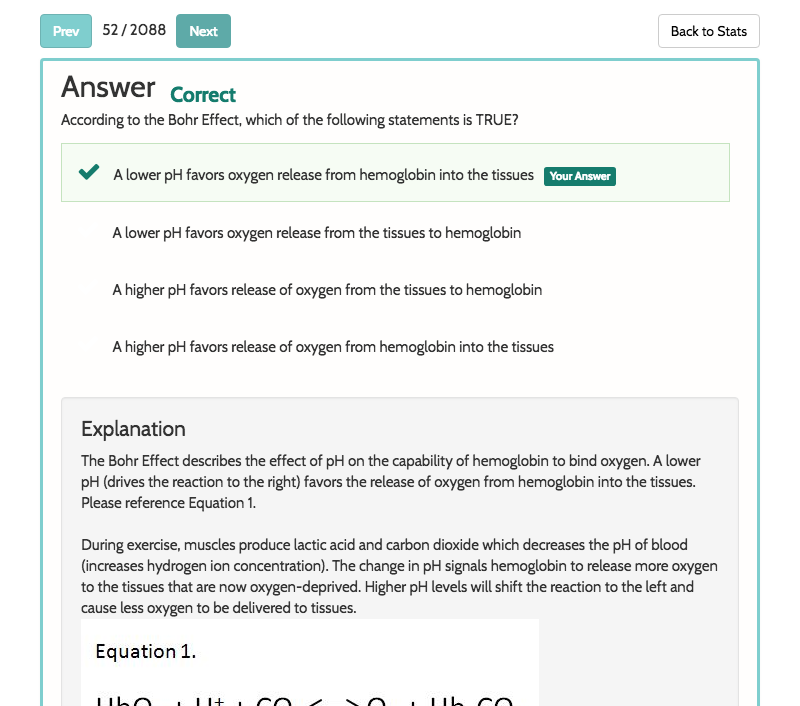 Prev 52 / 2088 Next Back to Stats
Answer Correct
According to the Bohr Effect, which of the following statements is TRUE?
A lower pH favors oxygen release from hemoglobin into the tissues Your Answer
A lower pH favors oxygen release from the tissues to hemoglobin
A higher pH favors release of oxygen from the tissues to hemoglobin
A higher pH favors release of oxygen from hemoglobin into the tissues
Explanation
The Bohr Effect describes the effect of pH on the capability of hemoglobin to bind oxygen. A lower
pH (drives the reaction to the right) favors the release of oxygen from hemoglobin into the tissues.
Please reference Equation 1.
During exercise, muscles produce lactic acid and carbon dioxide which decreases the pH of blood
(increases hydrogen ion concentration). The change in pH signals hemoglobin to release more oxygen
to the tissues that are now oxygen-deprived. Higher pH levels will shift the reaction to the left and
cause less oxygen to be delivered to tissues.
Equation 1.